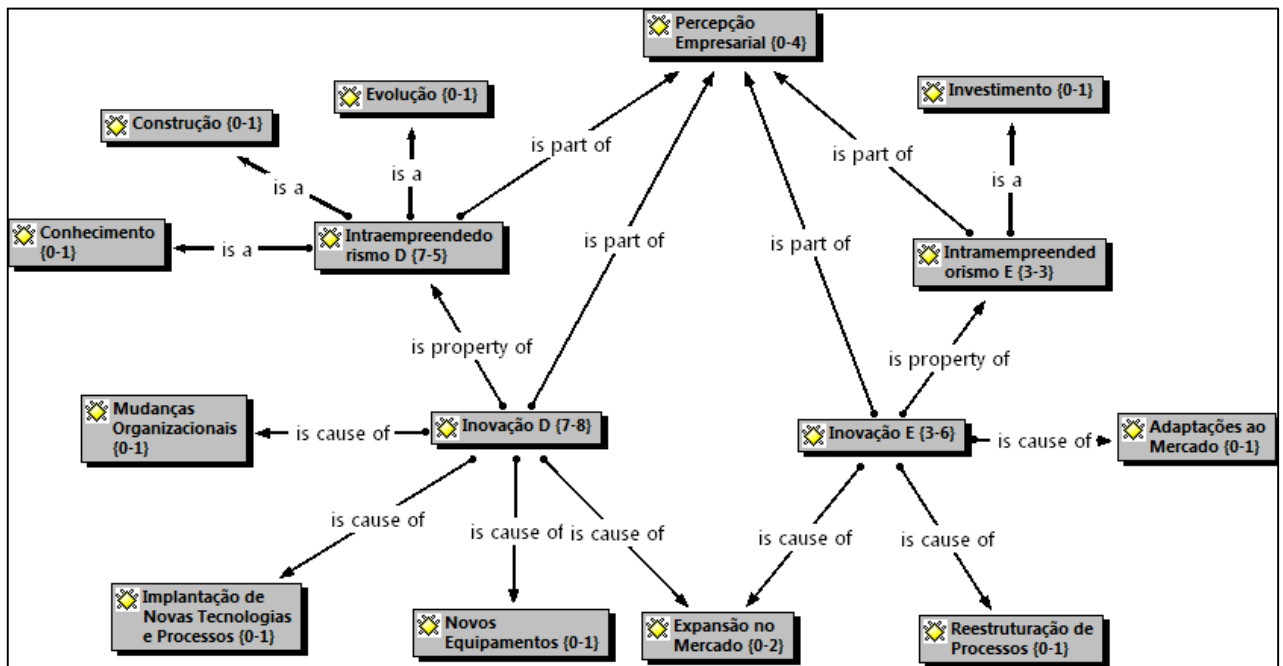 Percepção
Empresarial {0-4}
Evolução {0-1}
Investimento {0-1}
Construção {0-1}
is part of
is part of
is a
is a
is a
Conhecimento
{0-1}
is a
Intraempreendedo
rismo D {7-5}
is part of
is part of
Intramempreended
orismo E {3-3}
is property of
is property of
Mudanças
Organizacionais
{0-1}
is cause of
Inovação D {7-8}
Inovação E {3-6}
is cause of
Adaptações ao
Mercado {0-1}
is cause of
is cause of
is cause of
is cause of
is cause of
Implantação de
Novas Tecnologias
e Processos {0-1}
Novos
Equipamentos {0-1}
Expansão no
Mercado {0-2}
Reestruturação de
Processos {0-1}